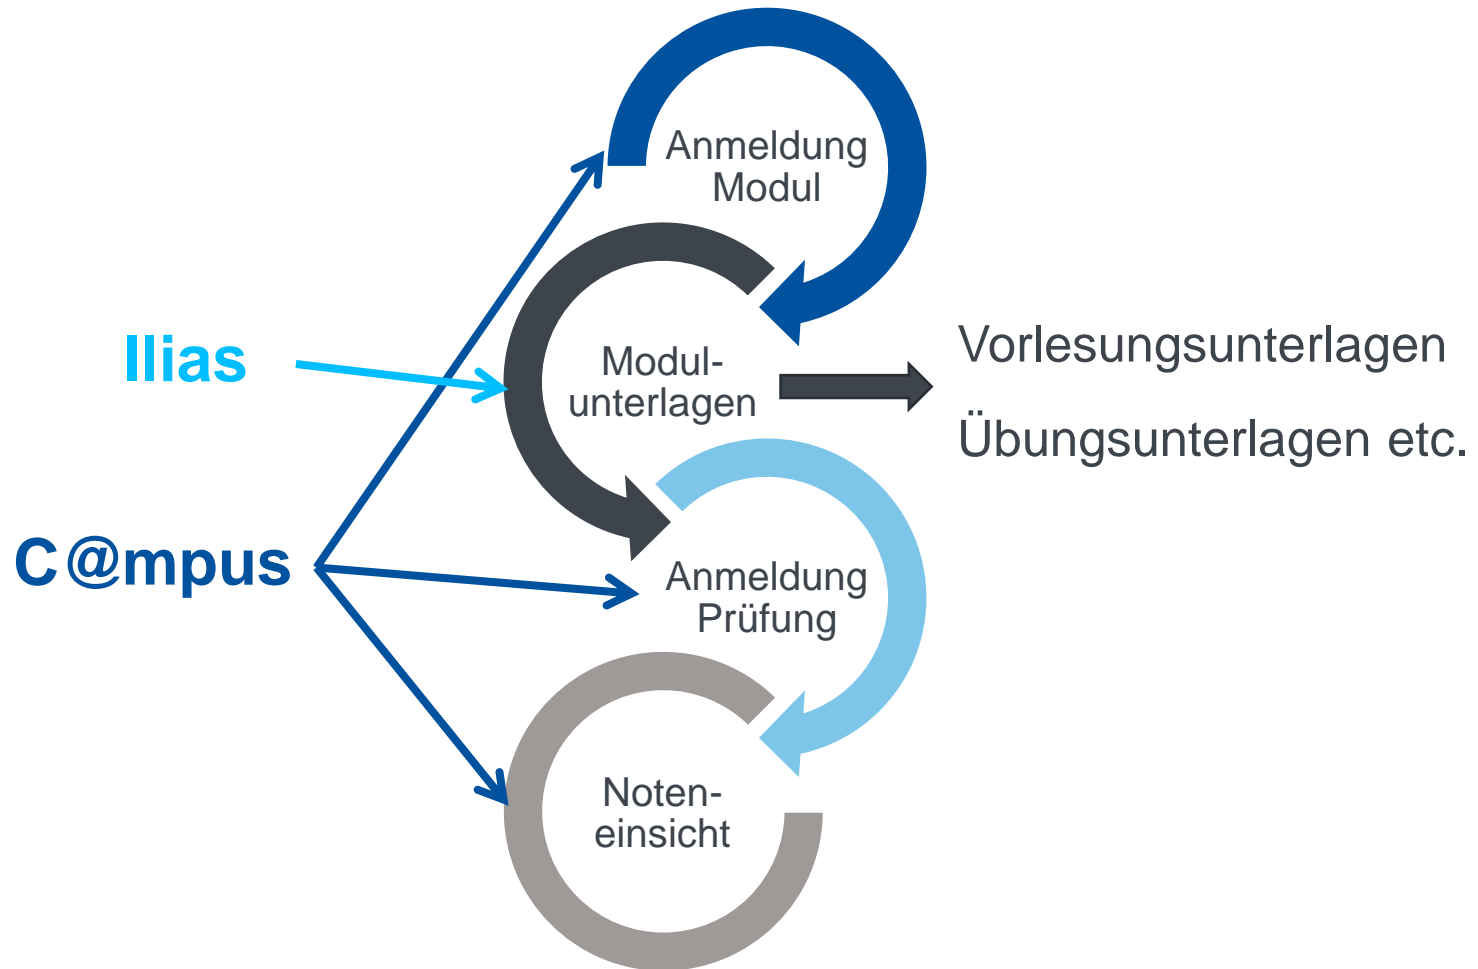 Anmeldung
Modul
Ilias
Modul-
unterlagen
Vorlesungsunterlagen
Übungsunterlagen etc.
C@mpus
Anmeldung
Prüfung
Noten-
einsicht